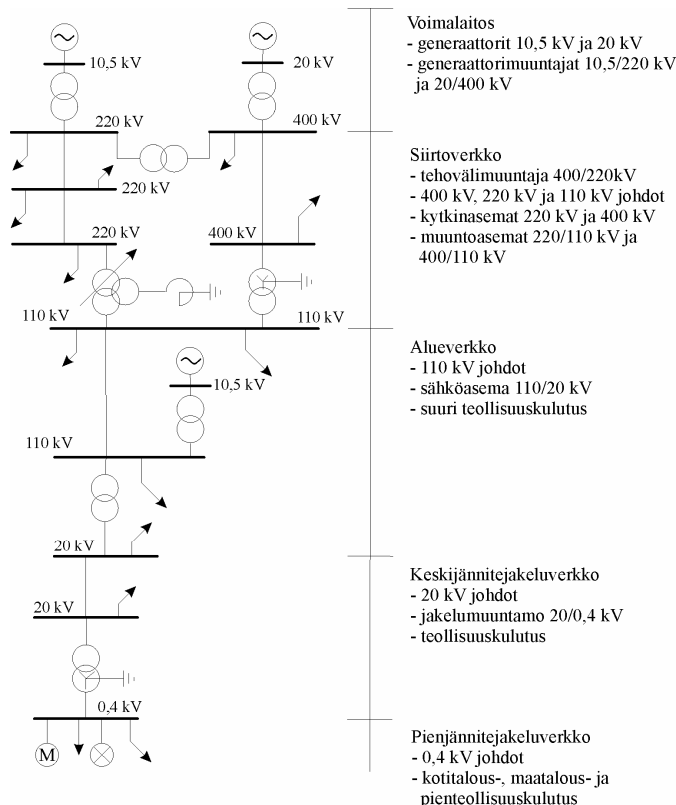 10,5 kV
20 kV
220 kV
400 kV
220 kV
220 kV
400 kV
110 kV
110 kV
10,5 kV
110 kV
20 kV
20 kV
0,4 kV
M
Voimalaitos
- generaattorit 10,5 kV ja 20 kV
- generaattorimuuntajat 10,5/220 kV
ja 20/400 kV
Siirtoverkko
- tehovälimuuntaja 400/220kV
- 400 kV, 220 kV ja 110 kV johdot
- kytkinasemat 220 kV ja 400 kV
- muuntoasemat 220/110 kV ja
400/110 kV
Alueverkko
- 110 kV johdot
- sähköasema 110/20 kV
- suuri teollisuuskulutus
Keskijännitejakeluverkko
- 20 kV johdot
- jakelumuuntamo 20/0,4 kV
- teollisuuskulutus
Pienjännitejakeluverkko
- 0,4 kV johdot
- kotitalous-, maatalous- ja
pienteollisuuskulutus